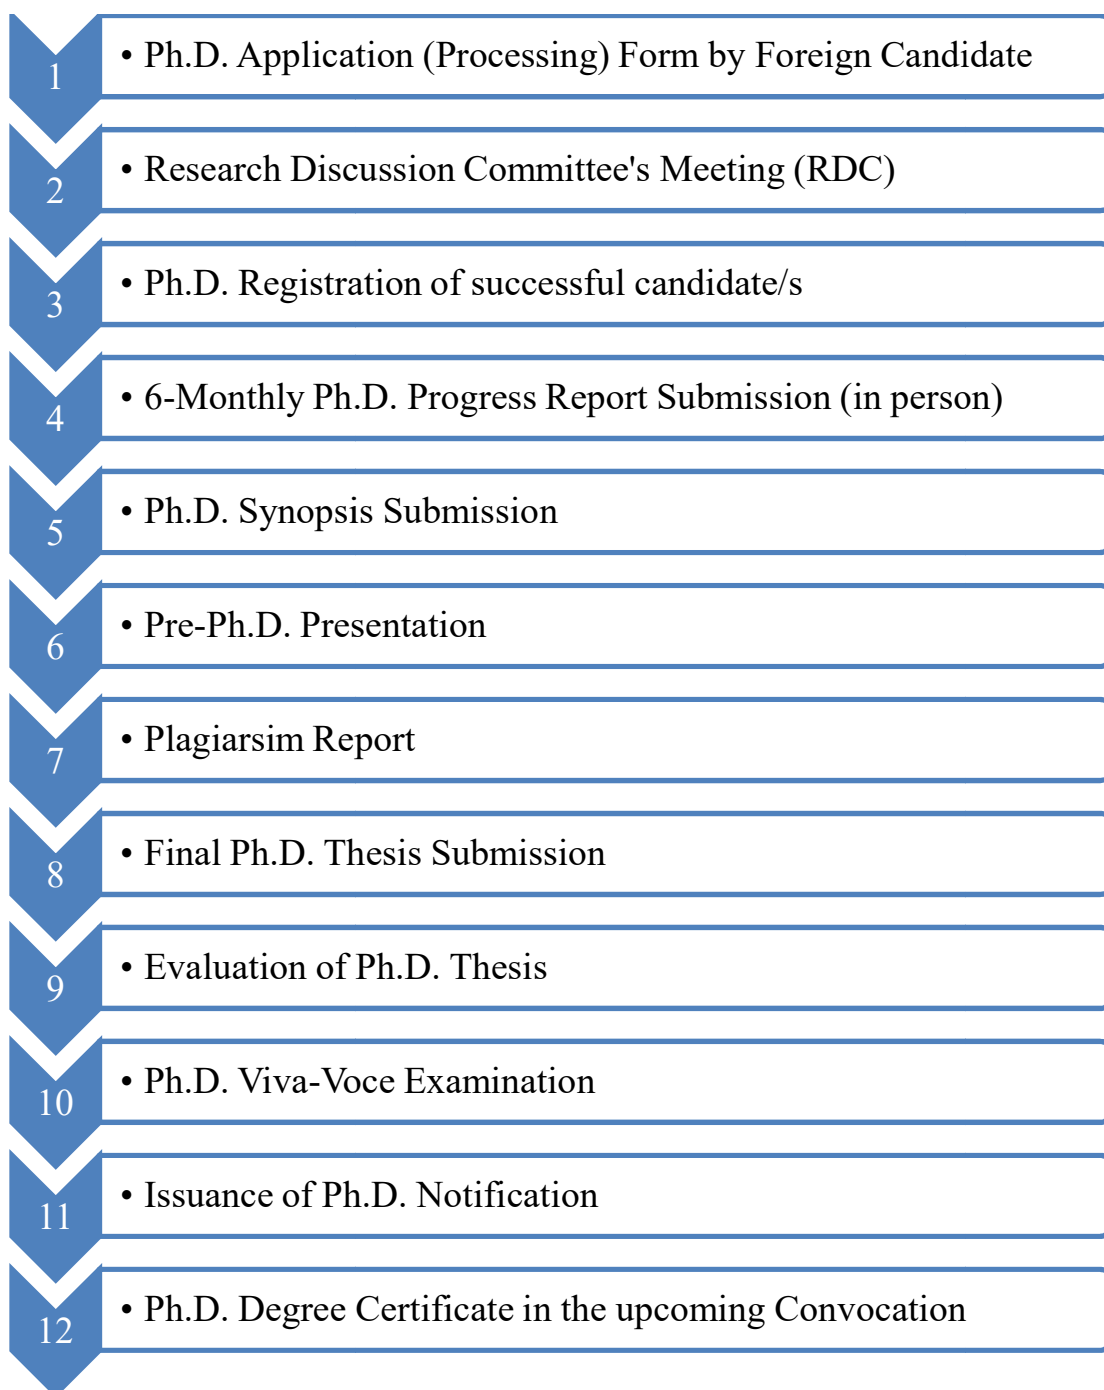 1
• Ph.D. Application (Processing) Form by Foreign Candidate
2
• Research Discussion Committee's Meeting (RDC)
3
• Ph.D. Registration of successful candidate/s
4
• 6-Monthly Ph.D. Progress Report Submission (in person)
5
• Ph.D. Synopsis Submission
6
• Pre-Ph.D. Presentation
7
• Plagiarsim Report
8
• Final Ph.D. Thesis Submission
9
• Evaluation of Ph.D. Thesis
10
• Ph.D. Viva-Voce Examination
11
• Issuance of Ph.D. Notification
12
• Ph.D. Degree Certificate in the upcoming Convocation